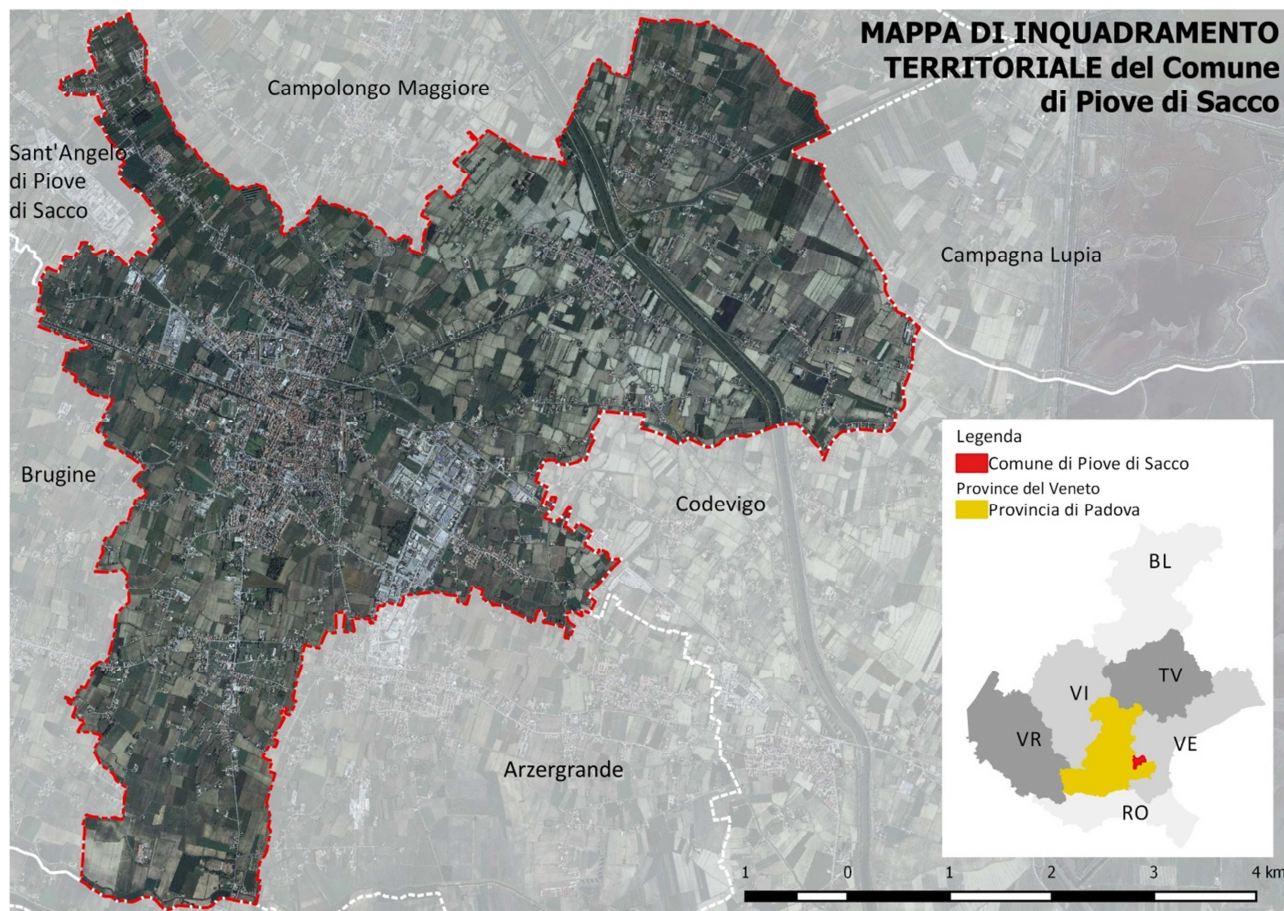 MAPPA DI INQUADRAMENTO
TERRITORIALE del Comune
di Piove di Sacco
Campolongo Maggiore
Sant'Angelo
di Piove
di Sacco
Campagna Lupia
Brugine
Codevigo
Arzergrande
Legenda
Comune di Piove di Sacco
Province del Veneto
Provincia di Padova
BL
TV
VI
VR
VE
RO
1 0 1 2 3 4 km